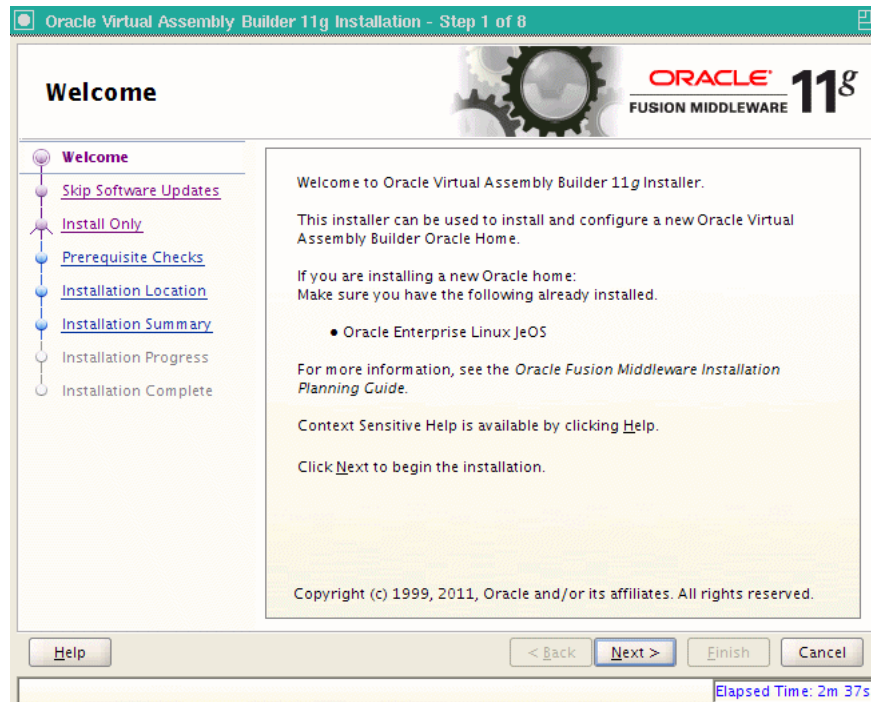 Oracle Virtual Assembly Builder 11g Installation - Step 1 of 8
Welcome
ORACLE
FUSION MIDDLEWARE
11g
Welcome
Skip Software Updates
Install Only
Prerequisite Checks
Installation Location
Installation Summary
Installation Progress
Installation Complete
Welcome to Oracle Virtual Assembly Builder 11g Installer.
This installer can be used to install and configure a new Oracle Virtual
Assembly Builder Oracle Home.
If you are installing a new Oracle home:
Make sure you have the following already installed.
• Oracle Enterprise Linux JeOS
For more information, see the Oracle Fusion Middleware Installation
Planning Guide.
Context Sensitive Help is available by clicking Help.
Click Next to begin the installation.
Copyright (c) 1999, 2011, Oracle and/or its affiliates. All rights reserved.
Help
< Back
Next >
Finish
Cancel
Elapsed Time: 2m 37s